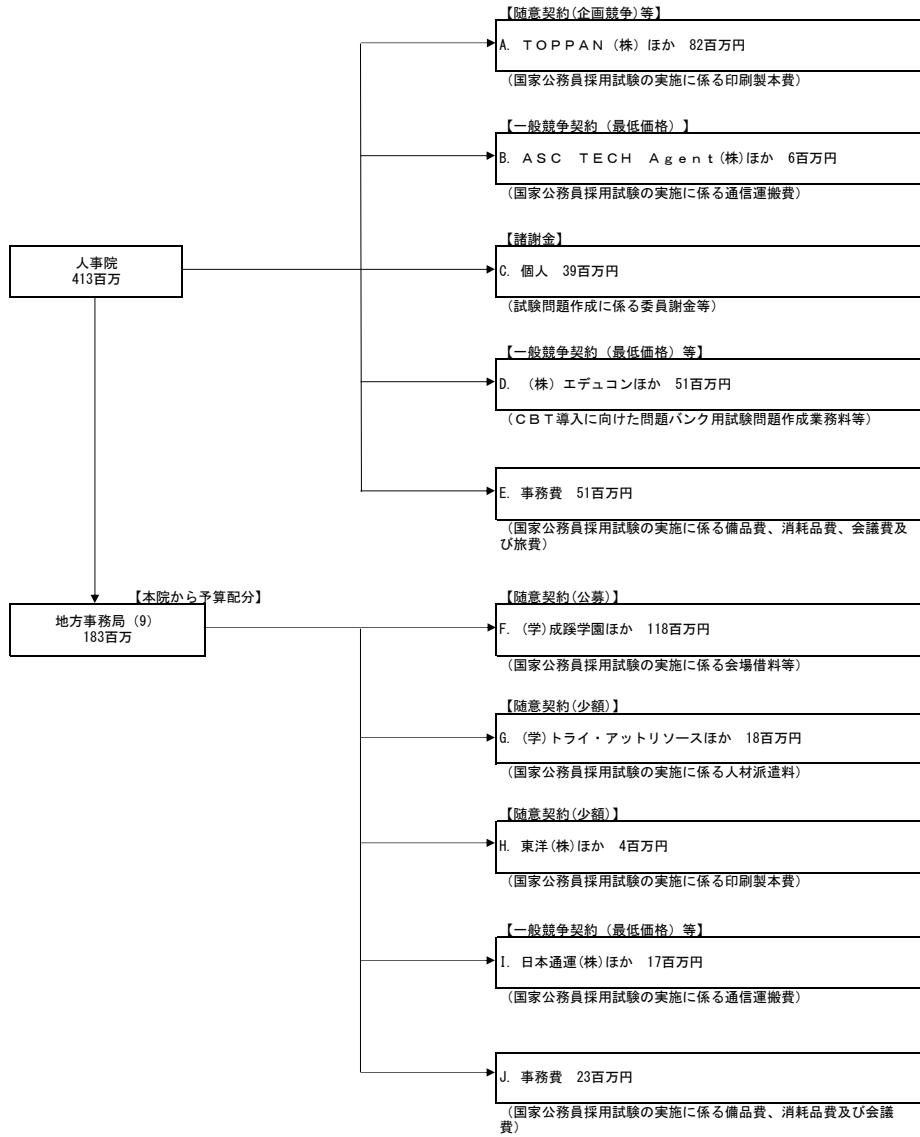 【随意契約(企画競争)等】
A. ＴＯＰＰＡＮ（株）ほか　82百万円
（国家公務員採用試験の実施に係る印刷製本費）
【一般競争契約（最低価格）】
B. ＡＳＣ　ＴＥＣＨ　Ａｇｅｎｔ(株)ほか　6百万円
（国家公務員採用試験の実施に係る通信運搬費）
【諸謝金】
人事院
413百万
C. 個人　39百万円
（試験問題作成に係る委員謝金等）
【一般競争契約（最低価格）等】
D. （株）エデュコンほか　51百万円
（ＣＢＴ導入に向けた問題バンク用試験問題作成業務料等）
E. 事務費　51百万円
（国家公務員採用試験の実施に係る備品費、消耗品費、会議費及
び旅費）
【本院から予算配分】
地方事務局（9）
183百万
【随意契約(公募)】
F. (学)成蹊学園ほか　118百万円
（国家公務員採用試験の実施に係る会場借料等）
【随意契約(少額)】
G. (学)トライ・アットリソースほか　18百万円
（国家公務員採用試験の実施に係る人材派遣料）
【随意契約(少額)】
H. 東洋(株)ほか　4百万円
（国家公務員採用試験の実施に係る印刷製本費）
【一般競争契約（最低価格）等】
I. 日本通運(株)ほか　17百万円
（国家公務員採用試験の実施に係る通信運搬費）
J. 事務費　23百万円
（国家公務員採用試験の実施に係る備品費、消耗品費及び会議
費）